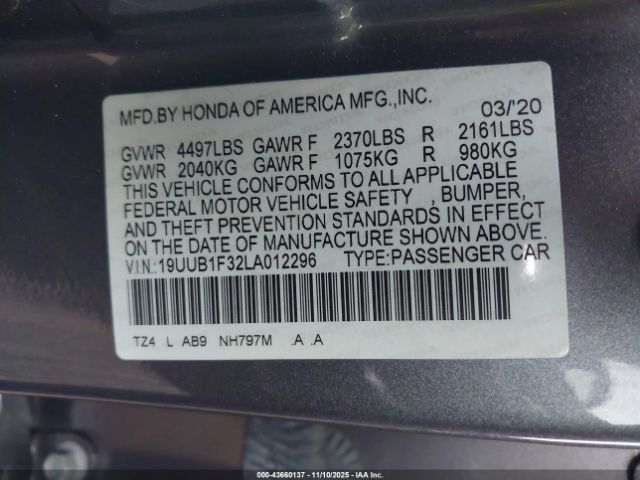 MFD.BY HONDA OF AMERICA MFG.,INC. 03/'20
GVWR 4497LBS GAWR F 2370LBS R 2161LBS
GVWR 2040KG GAWR F 1075KG R 980KG
THIS VEHICLE CONFORMS TO ALL APPLICABLE
FEDERAL MOTOR VEHICLE SAFETY , BUMPER,
AND THEFT PREVENTION STANDARDS IN EFFECT
ON THE DATE OF MANUFACTURE SHOWN ABOVE.
V.I.N.:19UUB1F32LA012296 TYPE:PASSENGER CAR
TZ4 L AB9 NH797M .A .A
000-43660137 - 11/10/2025 - IAA Inc.